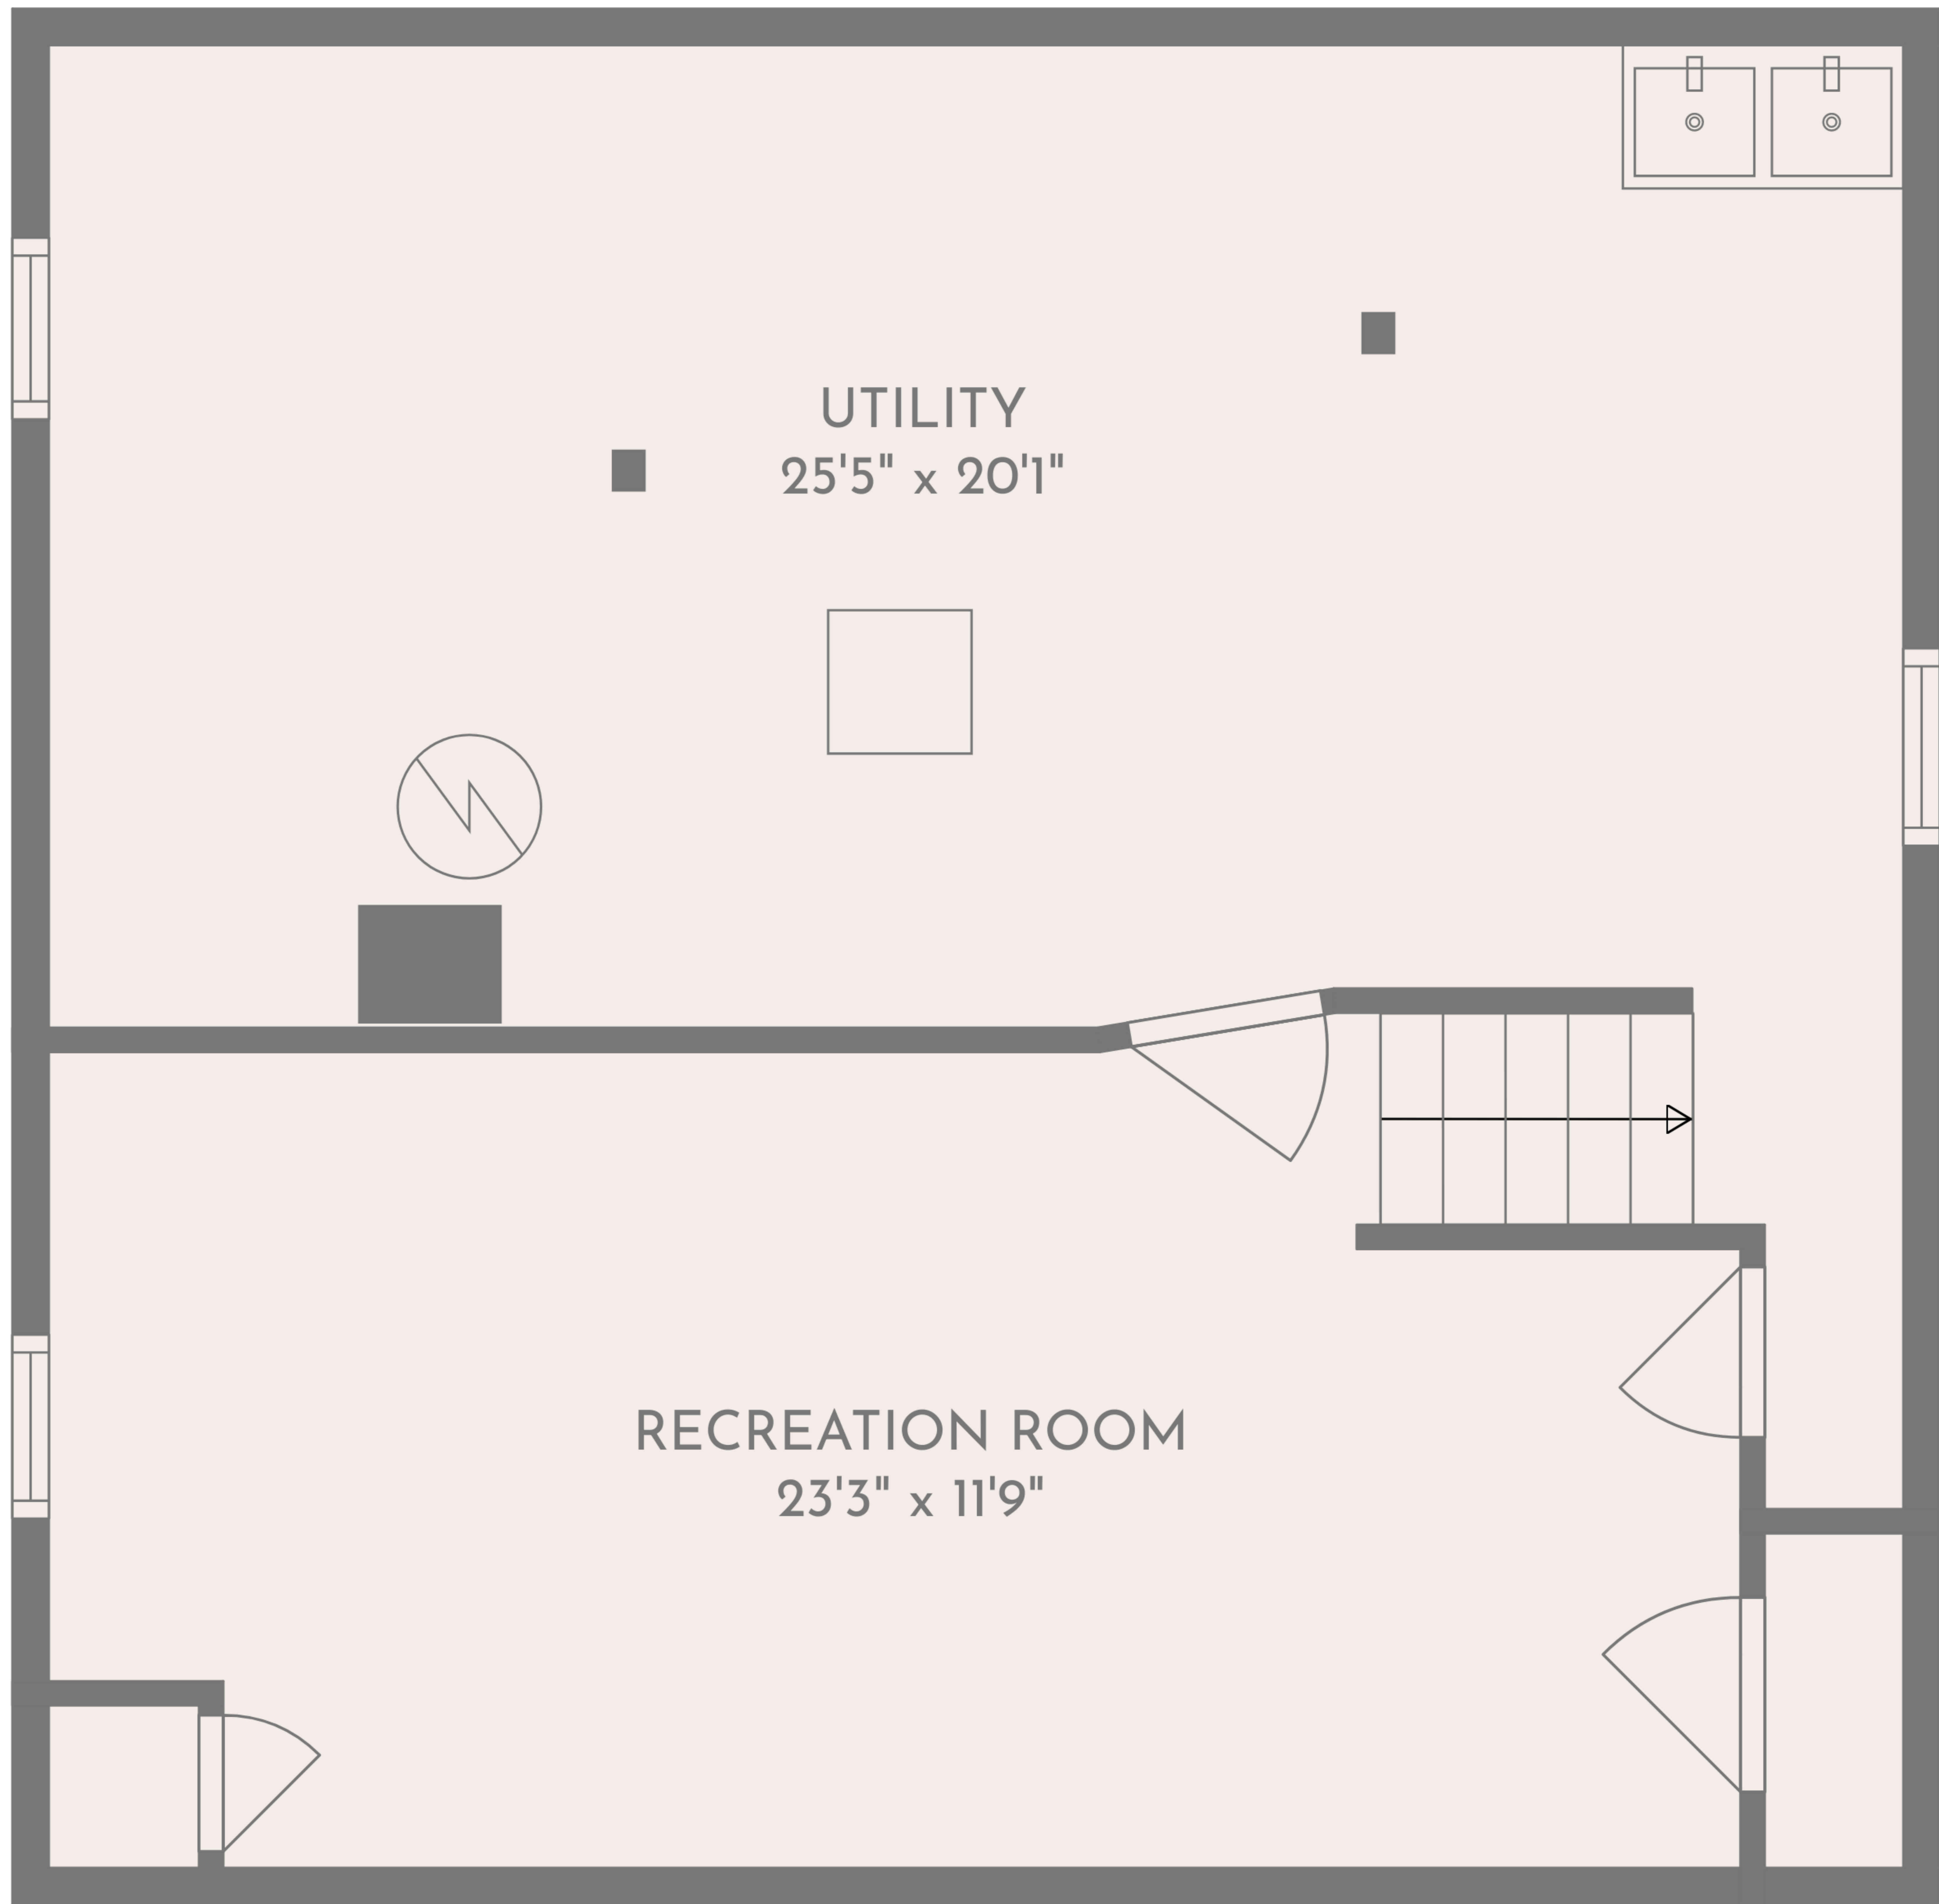 UTILITY
25'5" x 20'1"
RECREATION ROOM
23'3" x 11'9"